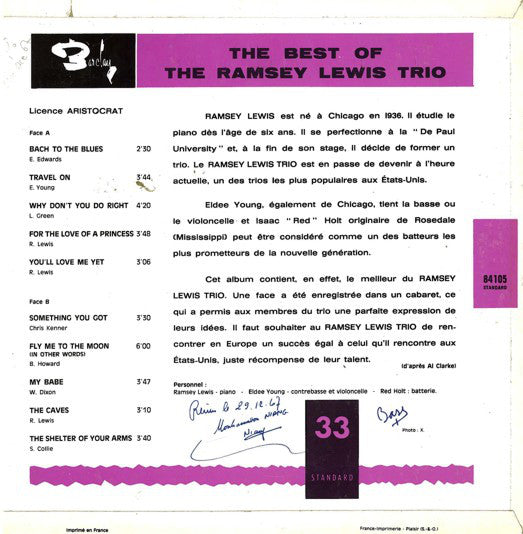 Barclay
THE BEST OF
THE RAMSEY LEWIS TRIO
Licence ARISTOCRAT
Face A
BACH TO THE BLUES 2'30
E. Edwards
TRAVEL ON 3'44
E. Young
WHY DON'T YOU DO RIGHT 4'20
L. Green
FOR THE LOVE OF A PRINCESS 3'48
R. Lewis
YOU'LL LOVE ME YET 3'06
R. Lewis
Face B
SOMETHING YOU GOT 3'30
Chris Kenner
FLY ME TO THE MOON 6'00
(IN OTHER WORDS)
B. Howard
MY BABE 3'47
W. Dixon
THE CAVES 3'10
R. Lewis
THE SHELTER OF YOUR ARMS 3'40
S. Collie
RAMSEY LEWIS est né à Chicago en 1936. Il étudie le
piano dès l'âge de six ans. Il se perfectionne à la "De Paul
University" et, à la fin de son stage, il décide de former un
trio. Le RAMSEY LEWIS TRIO est en passe de devenir à l'heure
actuelle, un des trios les plus populaires aux États-Unis.
Eldee Young, également de Chicago, tient la basse ou
le violoncelle et Isaac "Red" Holt originaire de Rosedale
(Mississippi) peut être considéré comme un des batteurs les
plus prometteurs de la nouvelle génération.
Cet album contient, en effet, le meilleur du RAMSEY
LEWIS TRIO. Une face a été enregistrée dans un cabaret, ce
qui a permis aux membres du trio une parfaite expression de
leurs idées. Il faut souhaiter au RAMSEY LEWIS TRIO de ren-
contrer en Europe un succès égal à celui qu'il rencontre aux
États-Unis, juste récompense de leur talent.
(d'après Al Clarke)
Personnel :
Ramsey Lewis - piano - Eldee Young - contrebasse et violoncelle - Red Holt : batterie.
le 29.12.67
33
STANDARD
Photo : X.
84105
STANDARD
Imprimé en France
France-Imprimerie - Plaisir (S.-&-O.)